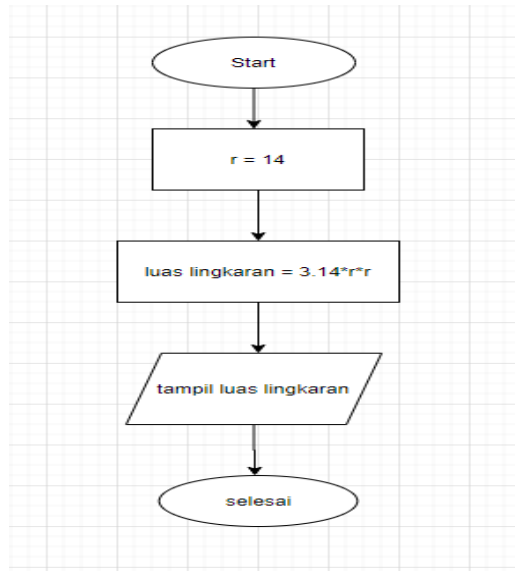 Start
r = 14
luas lingkaran = 3.14*r*r
tampil luas lingkaran
selesai